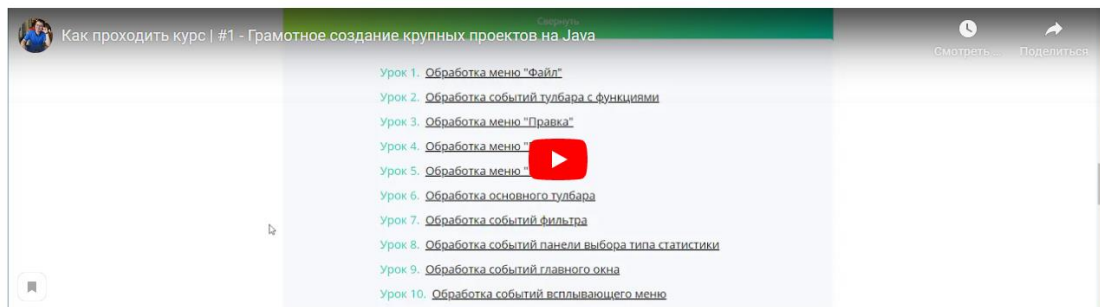 Свернуть
Как проходить курс | #1 - Грамотное создание крупных проектов на Java
Смотреть ...
Поделиться
Урок 1. Обработка меню "Файл"
Урок 2. Обработка событий тулбара с функциями
Урок 3. Обработка меню "Правка"
Урок 4. Обработка меню
Урок 5. Обработка меню
Урок 6. Обработка основного тулбара
Урок 7. Обработка событий фильтра
Урок 8. Обработка событий панели выбора типа статистики
Урок 9. Обработка событий главного окна
Урок 10. Обработка событий всплывающего меню